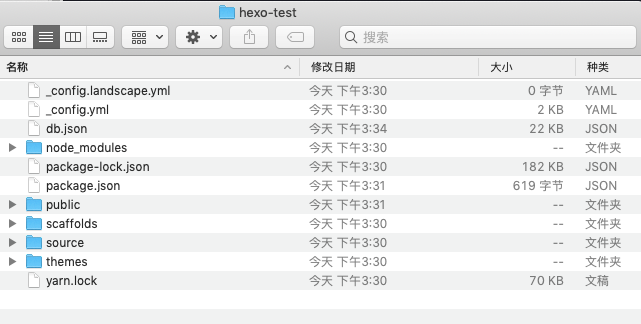 hexo-test
搜索
名称 修改日期 大小 种类
_config.landscape.yml 今天 下午3:30 0 字节 YAML
_config.yml 今天 下午3:30 2 KB YAML
db.json 今天 下午3:34 22 KB JSON
node_modules 今天 下午3:30 -- 文件夹
package-lock.json 今天 下午3:30 182 KB JSON
package.json 今天 下午3:31 619 字节 JSON
public 今天 下午3:31 -- 文件夹
scaffolds 今天 下午3:30 -- 文件夹
source 今天 下午3:30 -- 文件夹
themes 今天 下午3:30 -- 文件夹
yarn.lock 今天 下午3:30 70 KB 文稿